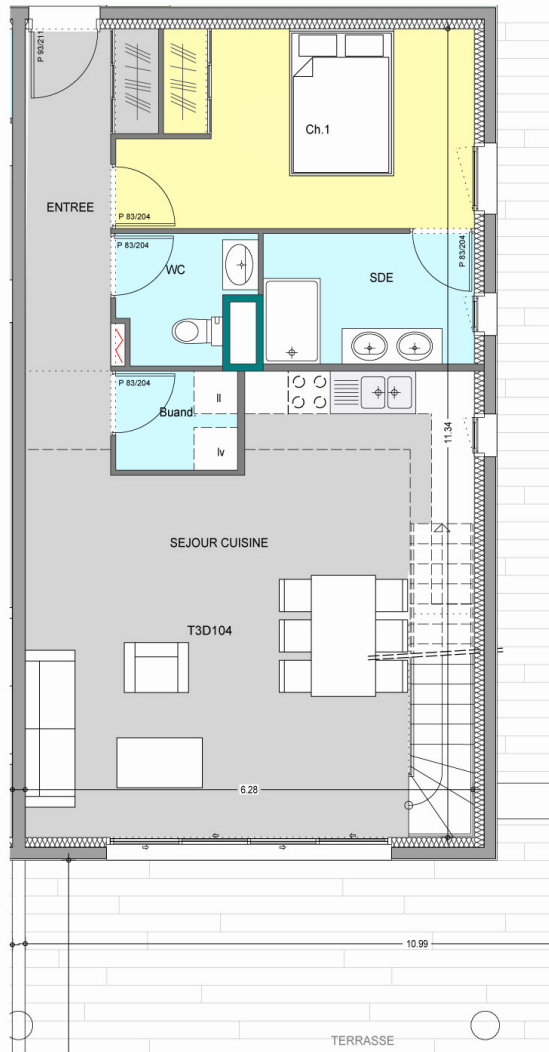 P 93/211
Ch.1
ENTREE
P 83/204
P 83/204
WC
SDE
P 83/204
P 83/204
ll
Buand.
lv
11.34
SEJOUR CUISINE
T3D104
6.28
10.99
TERRASSE